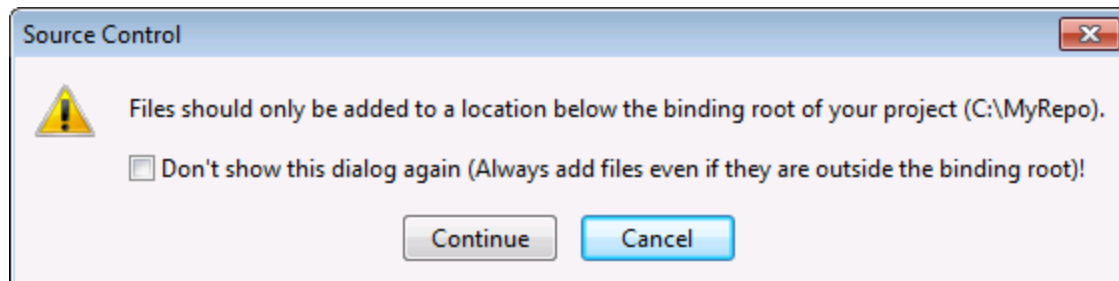 Source Control
Files should only be added to a location below the binding root of your project (C:\MyRepo).
Don't show this dialog again (Always add files even if they are outside the binding root)!
Continue
Cancel